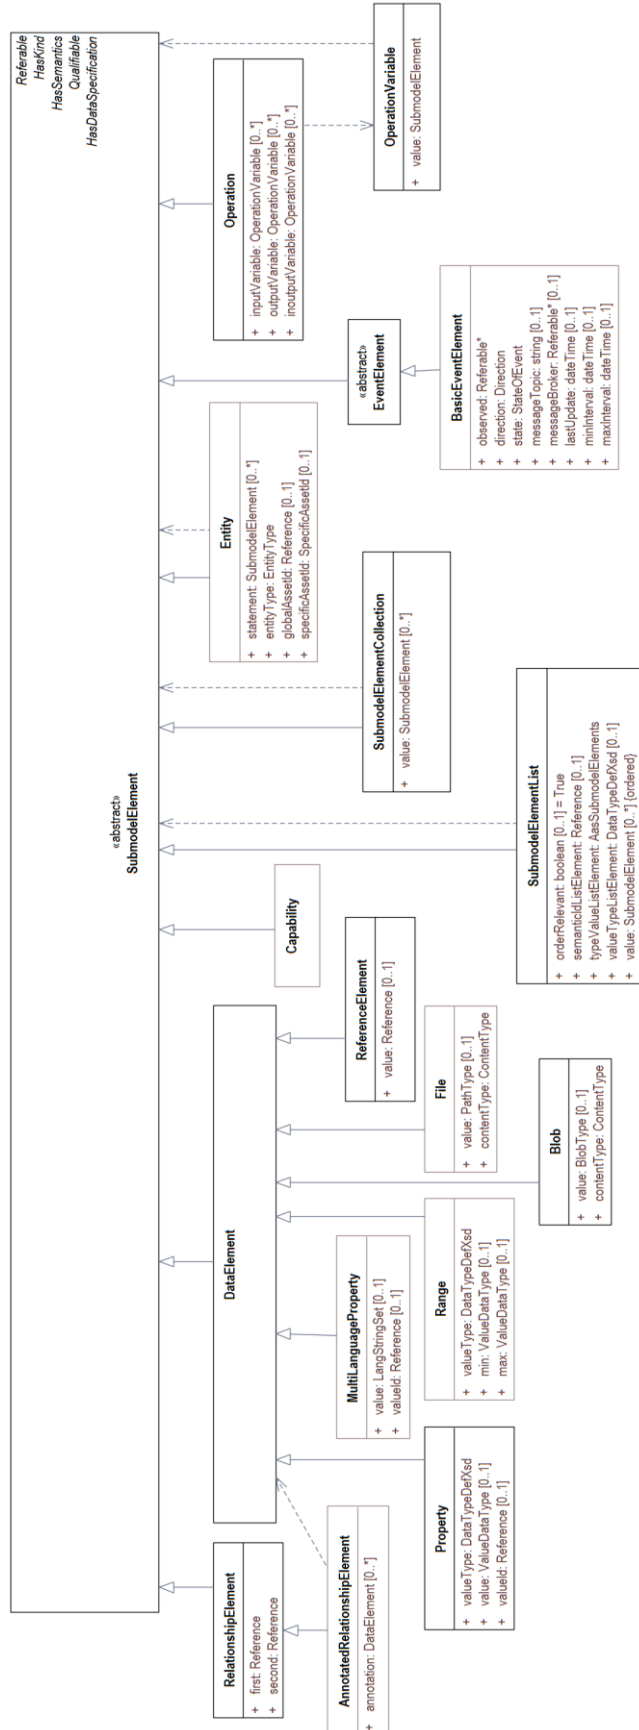 Referable
HasKind
HasSemantics
Qualifiable
HasDataSpecification
«abstract»
SubmodelElement
RelationshipElement
+ first: Reference
+ second: Reference
DataElement
Capability
Entity
+ statement: SubmodelElement [0..*]
+ entityType: EntityType
+ globalAssetId: Reference [0..1]
+ specificAssetId: SpecificAssetId [0..1]
Operation
+ inputVariable: OperationVariable [0..*]
+ outputVariable: OperationVariable [0..*]
+ inoutputVariable: OperationVariable [0..*]
AnnotatedRelationshipElement
+ annotation: DataElement [0..*]
MultiLanguageProperty
+ value: LangStringSet [0..1]
+ valueId: Reference [0..1]
ReferenceElement
+ value: Reference [0..1]
SubmodelElementCollection
+ value: SubmodelElement [0..*]
«abstract»
EventElement
OperationVariable
+ value: SubmodelElement
Property
+ valueType: DataTypeDefXsd
+ value: ValueDataType [0..1]
+ valueId: Reference [0..1]
Range
+ valueType: DataTypeDefXsd
+ min: ValueDataType [0..1]
+ max: ValueDataType [0..1]
File
+ value: PathType [0..1]
+ contentType: ContentType
BasicEventElement
+ observed: Referable*
+ direction: Direction
+ state: StateOfEvent
+ messageTopic: string [0..1]
+ messageBroker: Referable* [0..1]
+ lastUpdate: dateTime [0..1]
+ minInterval: dateTime [0..1]
+ maxInterval: dateTime [0..1]
Blob
+ value: BlobType [0..1]
+ contentType: ContentType
SubmodelElementList
+ orderRelevant: boolean [0..1] = True
+ semanticIdListElement: Reference [0..1]
+ typeValueListElement: AasSubmodelElements
+ valueTypeListElement: DataTypeDefXsd [0..1]
+ value: SubmodelElement [0..*] {ordered}